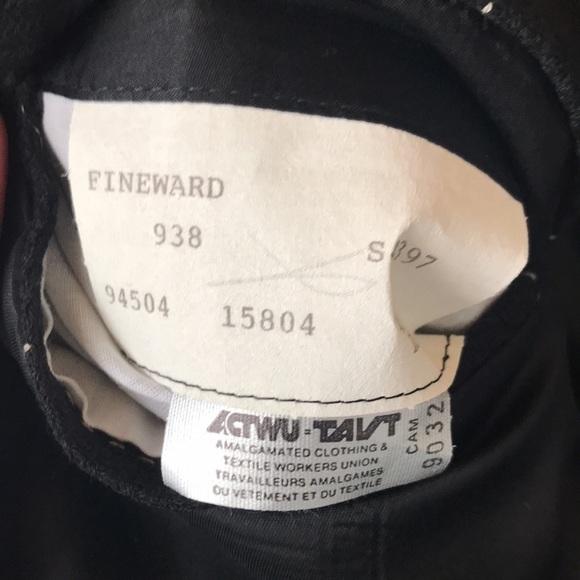 FINEWARD
938
S 397
94504 15804
ACTWU-TAVT
AMALGAMATED CLOTHING &
TEXTILE WORKERS UNION
TRAVAILLEURS AMALGAMES
DU VETEMENT ET DU TEXTILE
CAM
9032